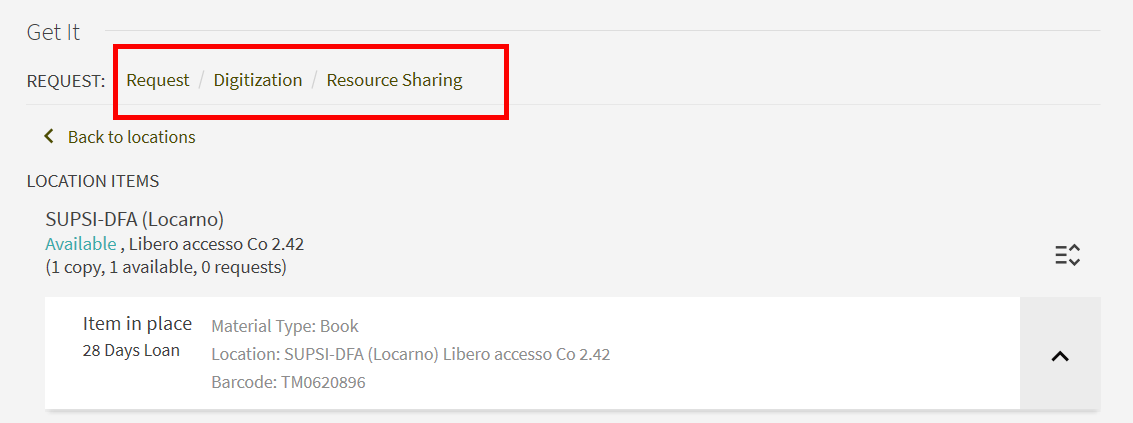 Get It
REQUEST: Request / Digitization / Resource Sharing
Back to locations
LOCATION ITEMS
SUPSI-DFA (Locarno)
Available , Libero accesso Co 2.42
(1 copy, 1 available, 0 requests)
Item in place
28 Days Loan
Material Type: Book
Location: SUPSI-DFA (Locarno) Libero accesso Co 2.42
Barcode: TM0620896